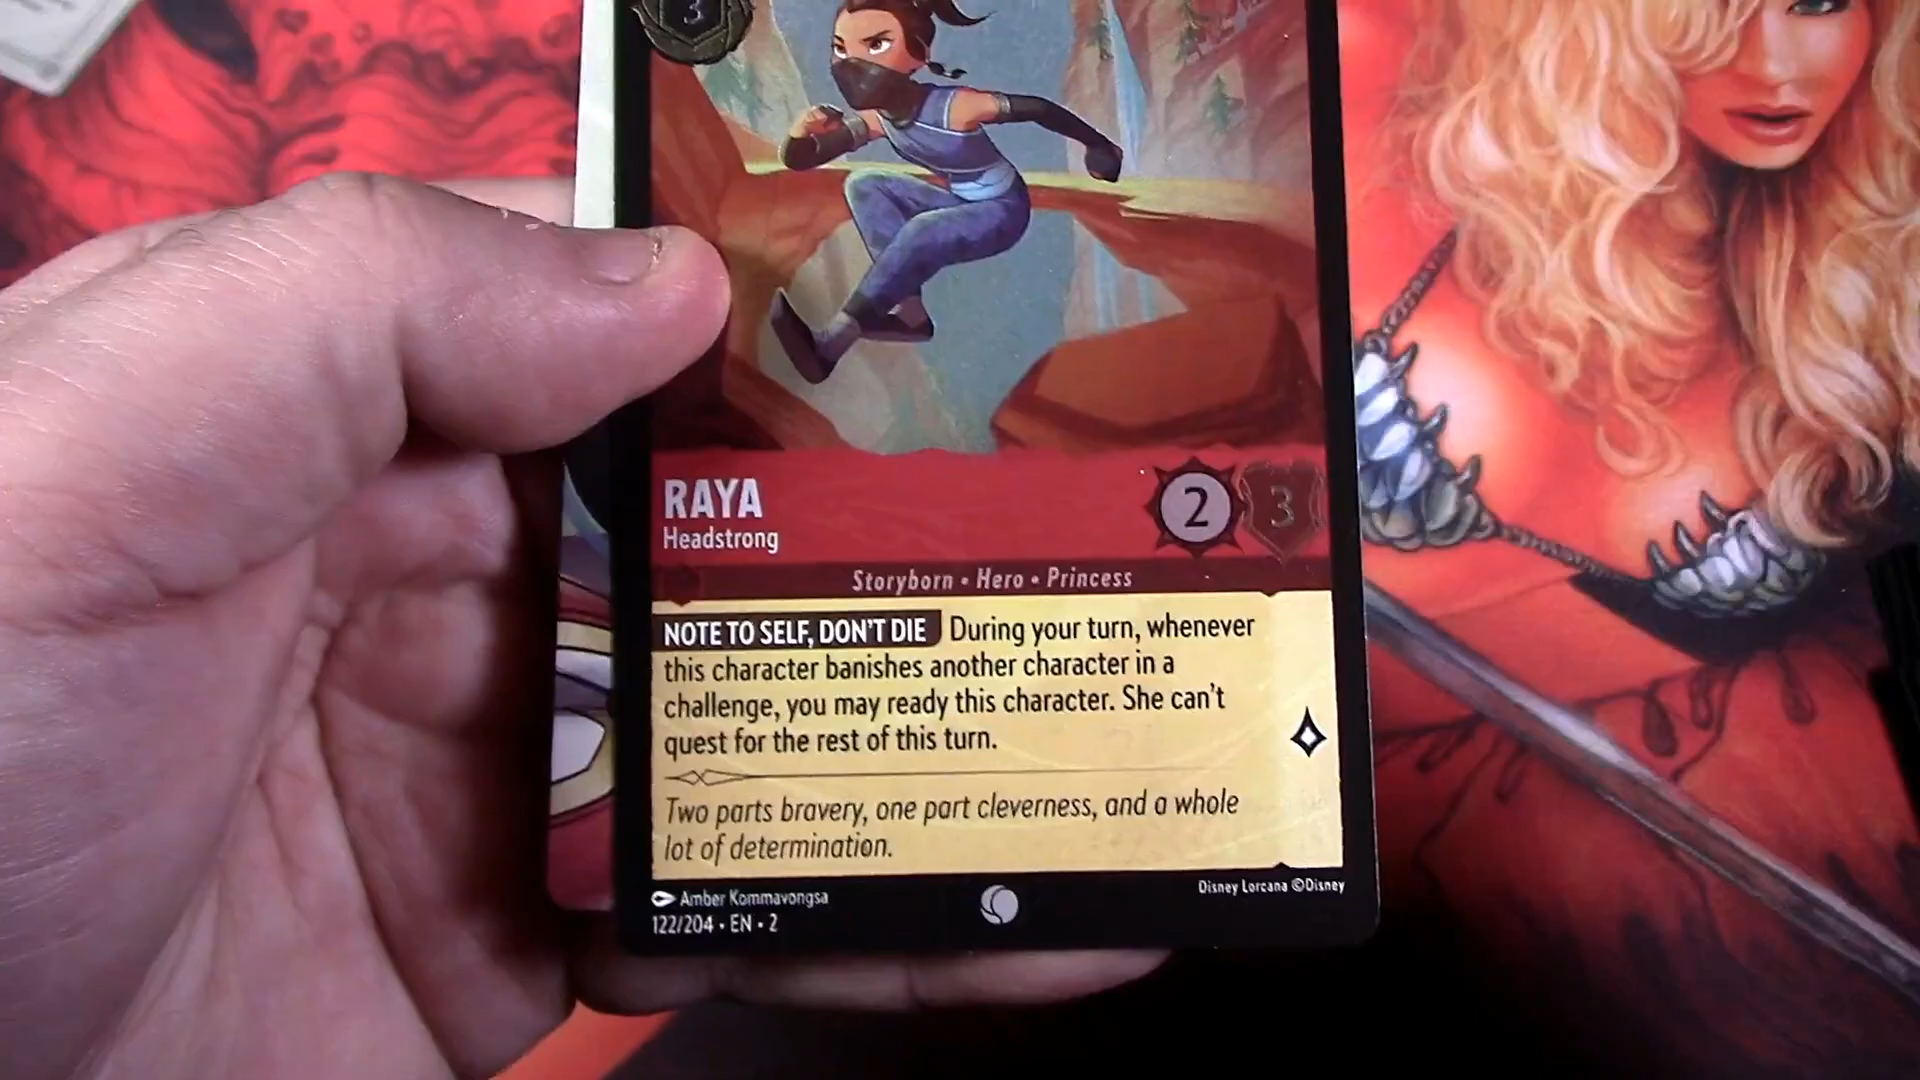 3
RAYA
Headstrong
2 3
Storyborn • Hero • Princess
NOTE TO SELF, DON'T DIE During your turn, whenever
this character banishes another character in a
challenge, you may ready this character. She can't
quest for the rest of this turn.
Two parts bravery, one part cleverness, and a whole
lot of determination.
Amber Kommavongsa
122/204 • EN • 2
Disney Lorcana ©Disney